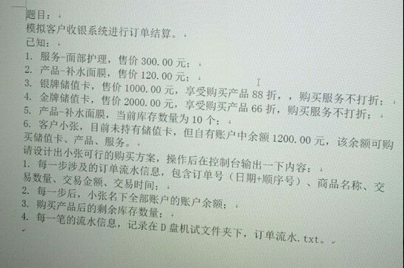 题目：
模拟客户收银系统进行订单结算。
已知：
1. 服务-面部护理，售价 300.00 元；
2. 产品-补水面膜，售价 120.00 元；
3. 银牌储值卡，售价 1000.00 元，享受购买产品 88 折，，购买服务不打折；
4. 金牌储值卡，售价 2000.00 元，享受购买产品 66 折，购买服务不打折；
5. 产品-补水面膜，当前库存数量为 10 个；
6. 客户小张，目前未持有储值卡，但自有账户中余额 1200.00 元，该余额可购
买储值卡、产品、服务。
请设计出小张可行的购买方案，操作后在控制台输出一下内容；
1. 每一步涉及的订单流水信息，包含订单号（日期+顺序号）、商品名称、交
易数量、交易金额、交易时间；
2. 每一步后，小张名下全部账户的账户余额；
3. 购买产品后的剩余库存数量；
4. 每一笔的流水信息，记录在 D 盘机试文件夹下，订单流水.txt。